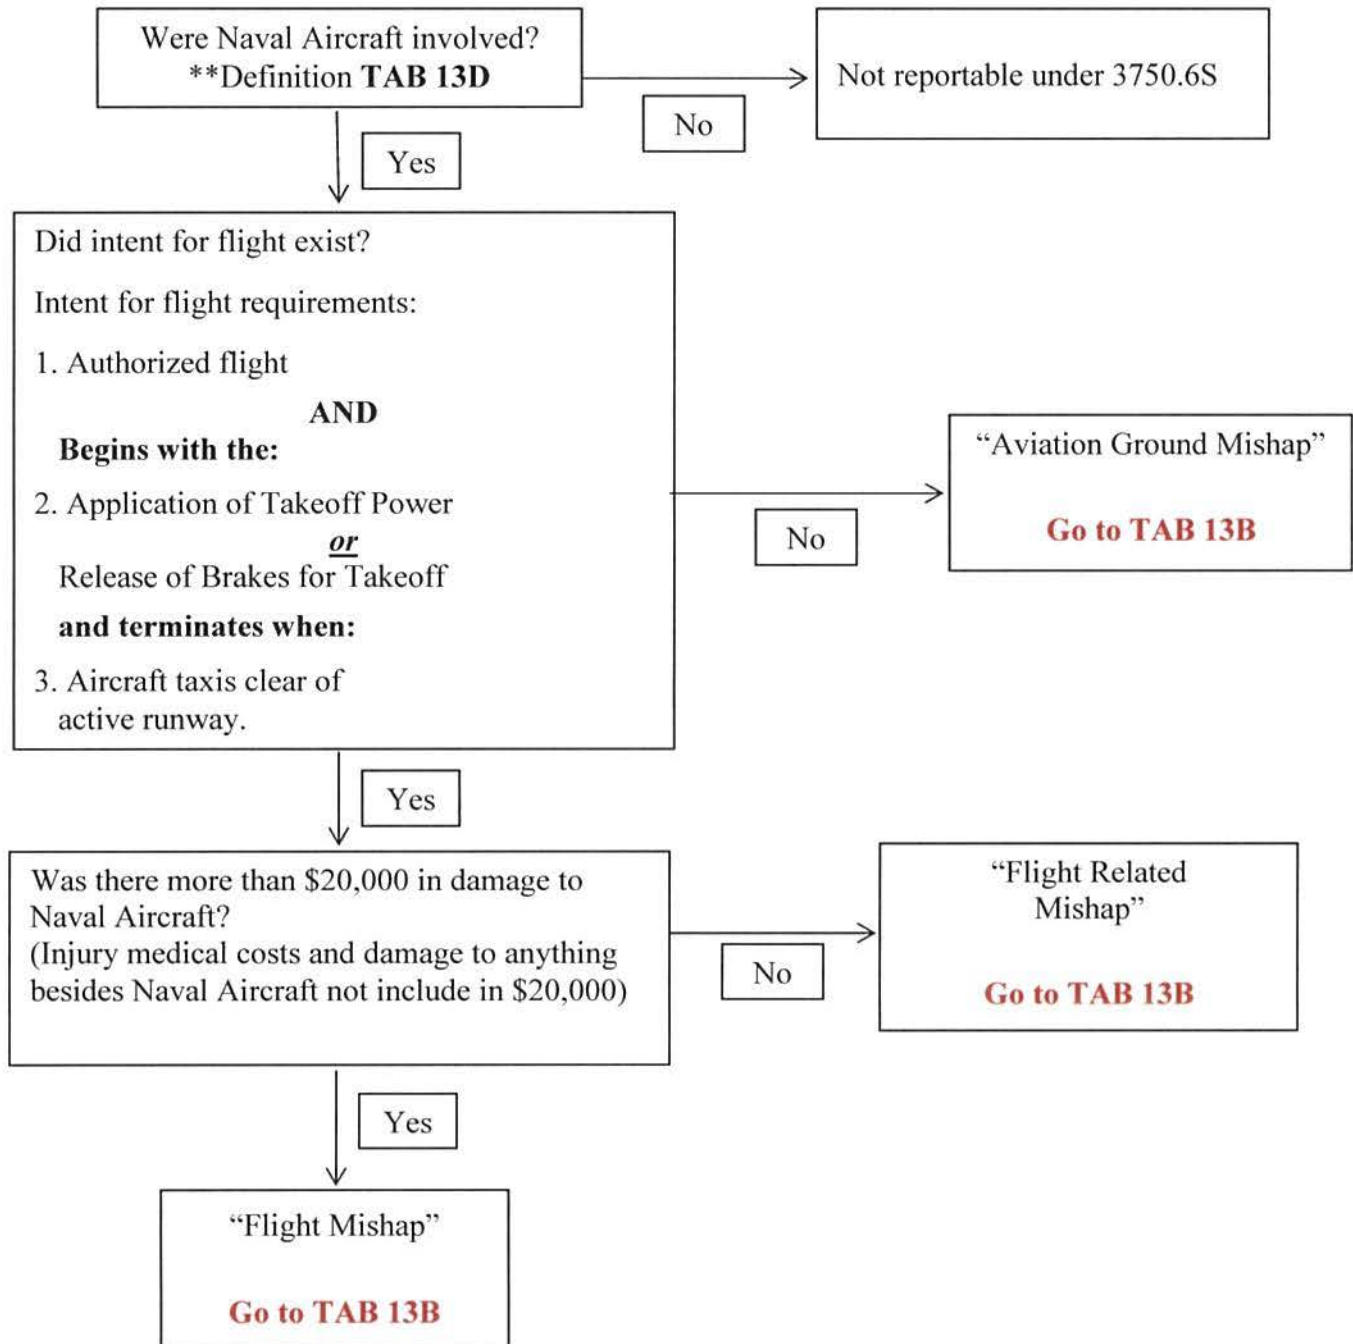 Were Naval Aircraft involved?
**Definition TAB 13D
Not reportable under 3750.6S
No
Yes
Did intent for flight exist?
Intent for flight requirements:
1. Authorized flight
AND
Begins with the:
2. Application of Takeoff Power
or
Release of Brakes for Takeoff
and terminates when:
3. Aircraft taxis clear of
active runway.
No
“Aviation Ground Mishap”
Go to TAB 13B
Yes
Was there more than $20,000 in damage to
Naval Aircraft?
(Injury medical costs and damage to anything
besides Naval Aircraft not include in $20,000)
No
“Flight Related
Mishap”
Go to TAB 13B
Yes
“Flight Mishap”
Go to TAB 13B